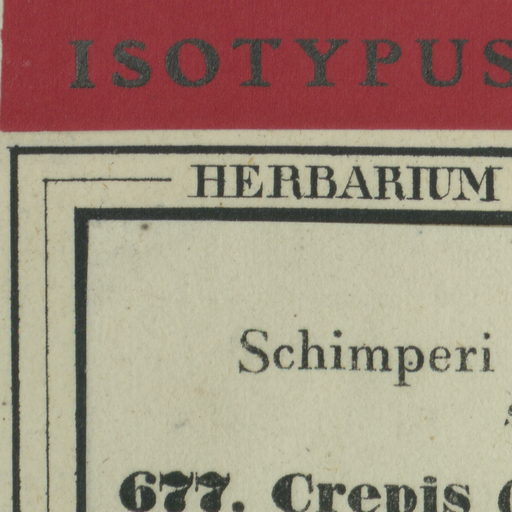 ISOTYPUS
HERBARIUM
Schimperi
677. Crepis